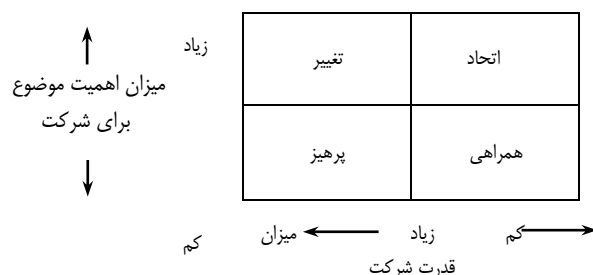 زیاد
تغییر
اتحاد
میزان اهمیت موضوع
برای شرکت
پرهیز
همراهی
کم
میزان
زیاد
کم
قدرت شرکت